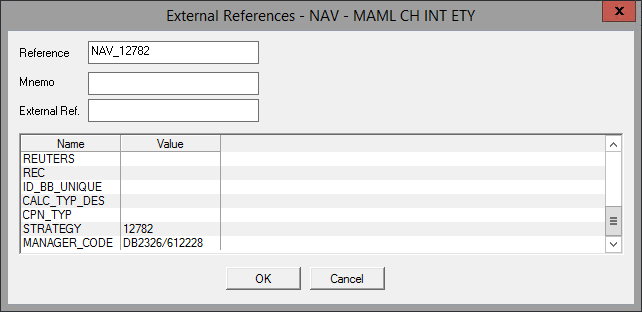 External References - NAV - MAML CH INT ETY
Reference NAV_12782
Mnemo
External Ref.
Name Value
REUTERS
REC
ID_BB_UNIQUE
CALC_TYP_DES
CPN_TYP
STRATEGY 12782
MANAGER_CODE DB2326/612228
OK Cancel